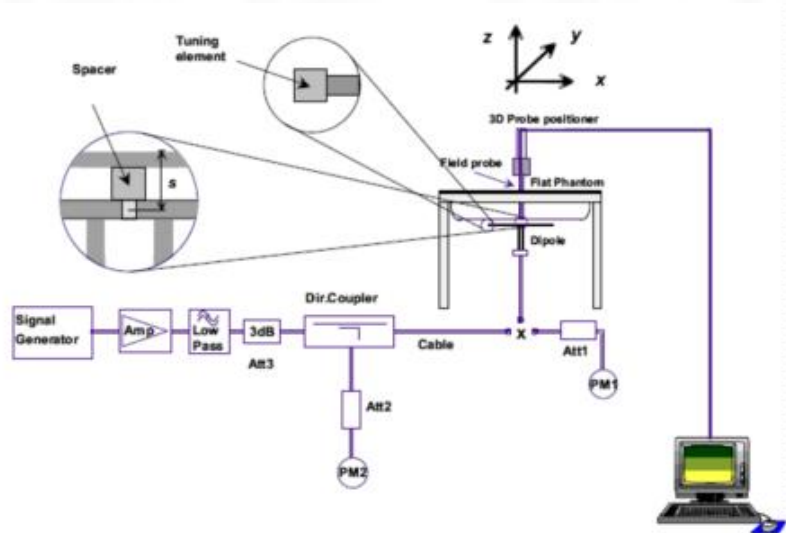 z
y
x
Tuning
element
Spacer
s
3D Probe positioner
Field probe
Flat Phantom
Dipole
Dir.Coupler
Signal
Generator
Amp
Low
Pass
3dB
Att3
Cable
x
Att1
PM1
Att2
PM2